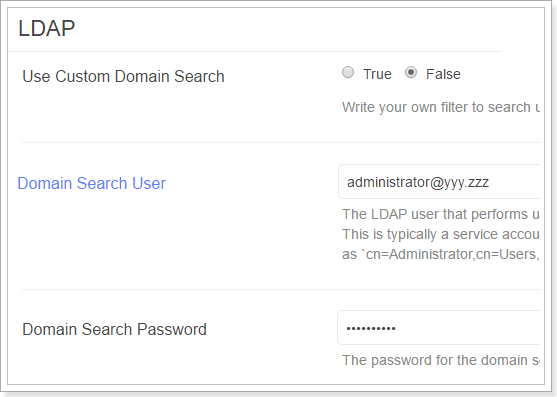 LDAP
Use Custom Domain Search
True False
Write your own filter to search
Domain Search User
administrator@yyy.zzz
The LDAP user that performs
This is typically a service
as `cn=Administrator,cn=Users,
Domain Search Password
••••••••••
The password for the domain